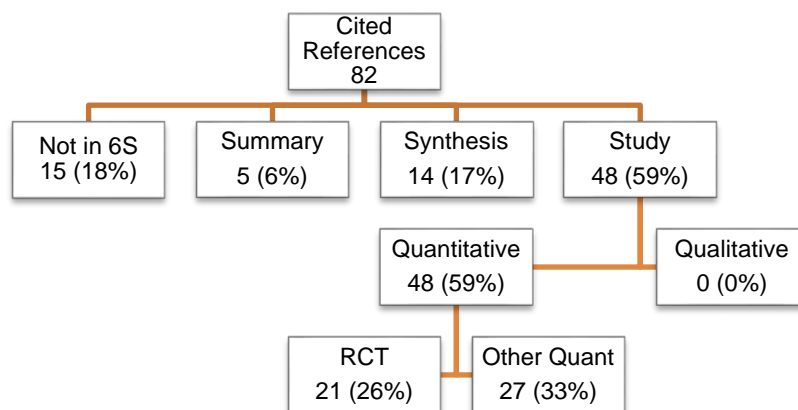 Cited
References
82
Not in 6S
15 (18%)
Summary
5 (6%)
Synthesis
14 (17%)
Study
48 (59%)
Quantitative
48 (59%)
Qualitative
0 (0%)
RCT
21 (26%)
Other Quant
27 (33%)